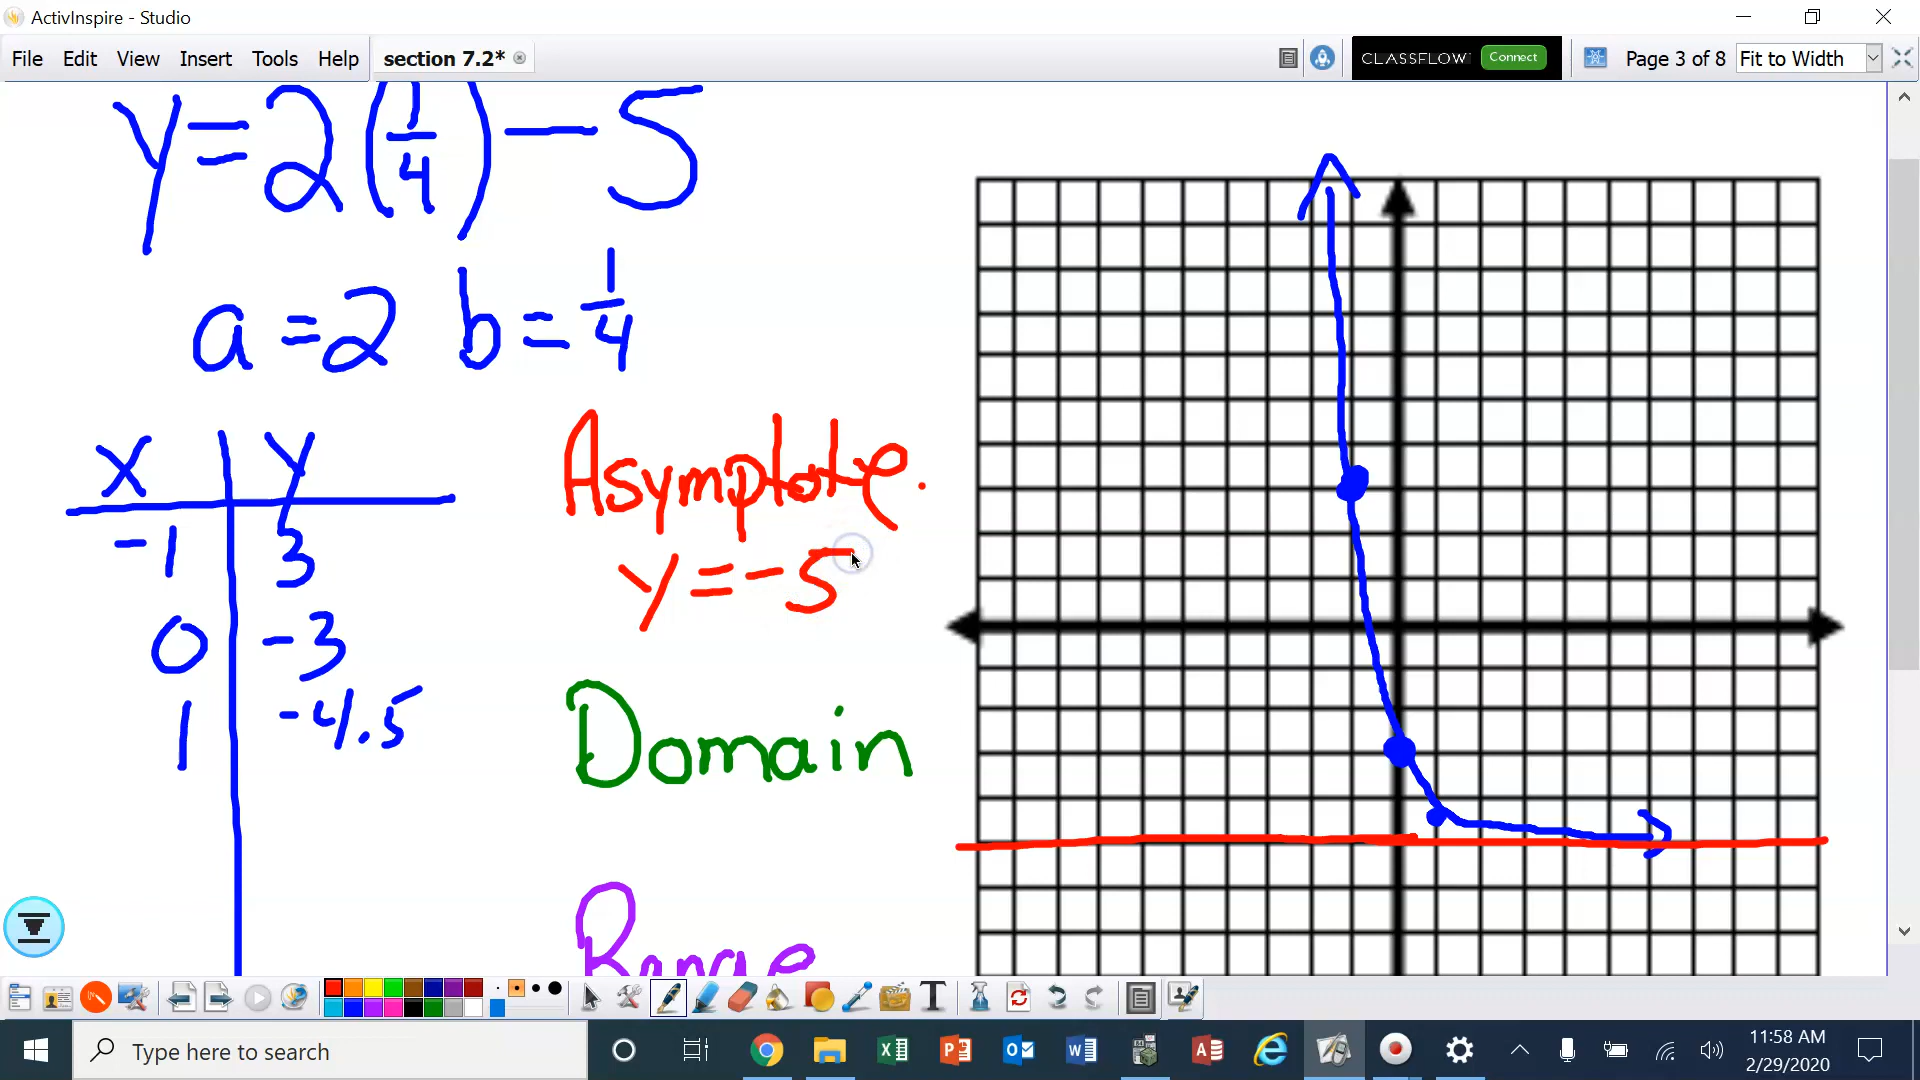 ActivInspire - Studio
File Edit View Insert Tools Help section 7.2* CLASSFLOW Connect Page 3 of 8 Fit to Width
y = 2(1/4) - 5
a = 2 b = 1/4
x y
-1 3
0 -3
1 -4.5
Asymptote.
y = -5
Domain
Range
T
Type here to search
11:58 AM
2/29/2020